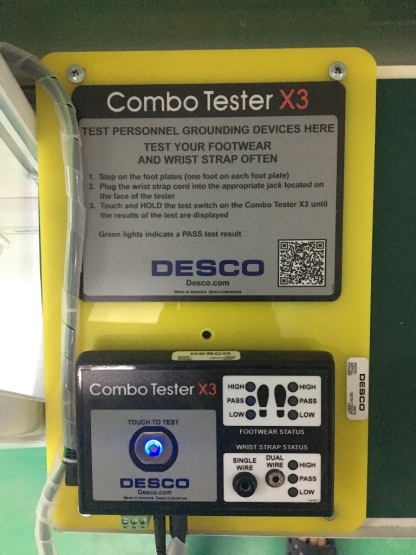 Combo Tester X3
TEST PERSONNEL GROUNDING DEVICES HERE
TEST YOUR FOOTWEAR
AND WRIST STRAP OFTEN
1. Step on the foot plates (one foot on each foot plate)
2. Plug the wrist strap cord into the appropriate jack located on
the face of the tester
3. Touch and HOLD the test switch on the Combo Tester X3 until
the results of the test are displayed
Green lights indicate a PASS test result
DESCO
Desco.com
Made in America Desco Industries
DESCO
Combo Tester X3
TOUCH TO TEST
DESCO
Desco.com
Made in America Desco Industries
HIGH HIGH
PASS PASS
LOW LOW
FOOTWEAR STATUS
WRIST STRAP STATUS
SINGLE
WIRE
DUAL
WIRE
HIGH
PASS
LOW
DESCO